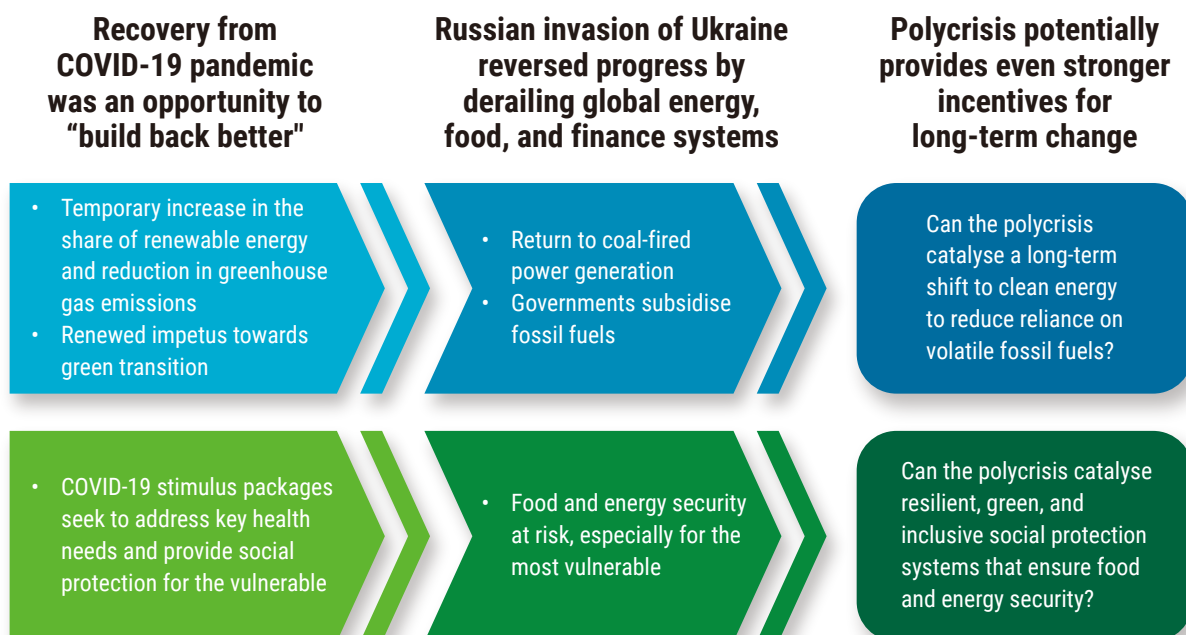 Recovery from
COVID-19 pandemic
was an opportunity to
“build back better"
Russian invasion of Ukraine
reversed progress by
derailing global energy,
food, and finance systems
Polycrisis potentially
provides even stronger
incentives for
long-term change
• Temporary increase in the
share of renewable energy
and reduction in greenhouse
gas emissions
• Renewed impetus towards
green transition
• Return to coal-fired
power generation
• Governments subsidise
fossil fuels
Can the polycrisis
catalyse a long-term
shift to clean energy
to reduce reliance on
volatile fossil fuels?
• COVID-19 stimulus packages
seek to address key health
needs and provide social
protection for the vulnerable
• Food and energy security
at risk, especially for the
most vulnerable
Can the polycrisis catalyse
resilient, green, and
inclusive social protection
systems that ensure food
and energy security?